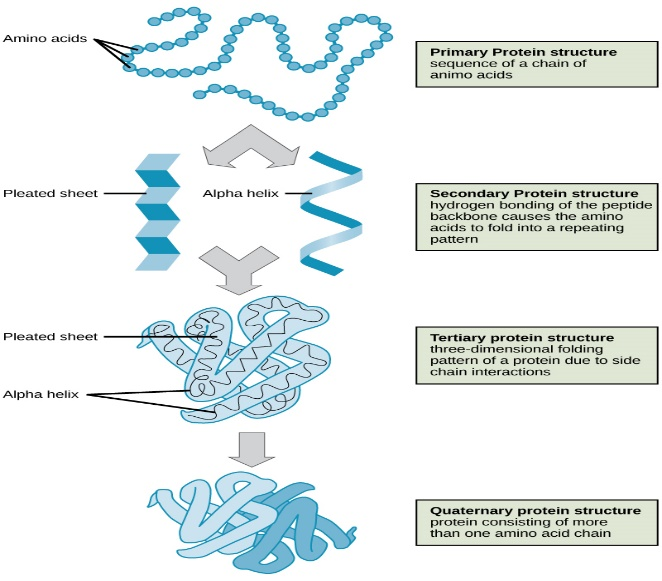 Amino acids
Primary Protein structure
sequence of a chain of
animo acids
Pleated sheet
Alpha helix
Secondary Protein structure
hydrogen bonding of the peptide
backbone causes the amino
acids to fold into a repeating
pattern
Pleated sheet
Alpha helix
Tertiary protein structure
three-dimensional folding
pattern of a protein due to side
chain interactions
Quaternary protein structure
protein consisting of more
than one amino acid chain